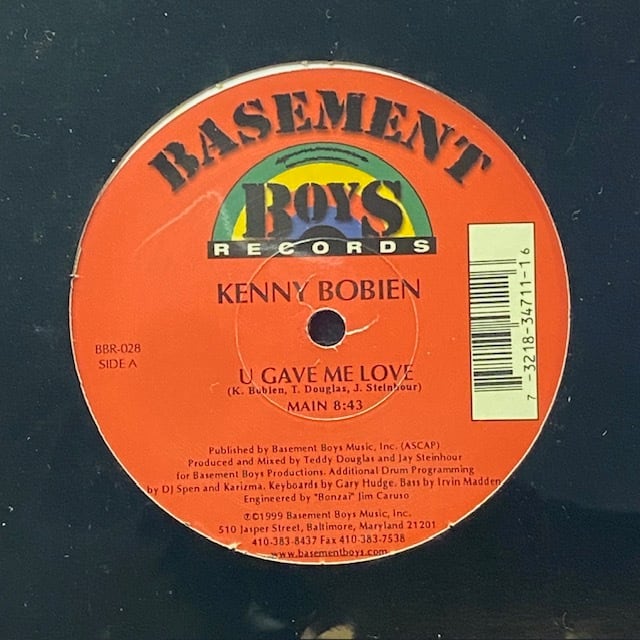 BASEMENT
BOYS
RECORDS
KENNY BOBIEN
BBR-028
SIDE A
U GAVE ME LOVE
(K. Bobien, T. Douglas, J. Steinhour)
MAIN 8:43
7 -3218-34711-1 6
Published by Basement Boys Music, Inc. (ASCAP)
Produced and Mixed by Teddy Douglas and Jay Steinhour
for Basement Boys Productions. Additional Drum Programming
by DJ Spen and Karizma. Keyboards by Gary Hudge. Bass by Irvin Madden
Engineered by "Bonzai" Jim Caruso
℗©1999 Basement Boys Music, Inc.
510 Jasper Street, Baltimore, Maryland 21201
410-383-8437 Fax 410-383-7538
www.basementboys.com